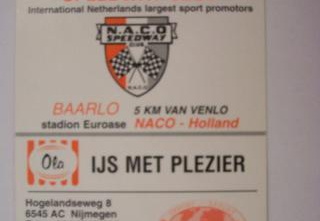 International Netherlands largest sport promotors
N.A.C.O
SPEEDWAY
CLUB
N.A.C.O
BAARLO 5 KM VAN VENLO
stadion Euroase NACO - Holland
Ola IJS MET PLEZIER
Hogelandseweg 8
6545 AC Nijmegen